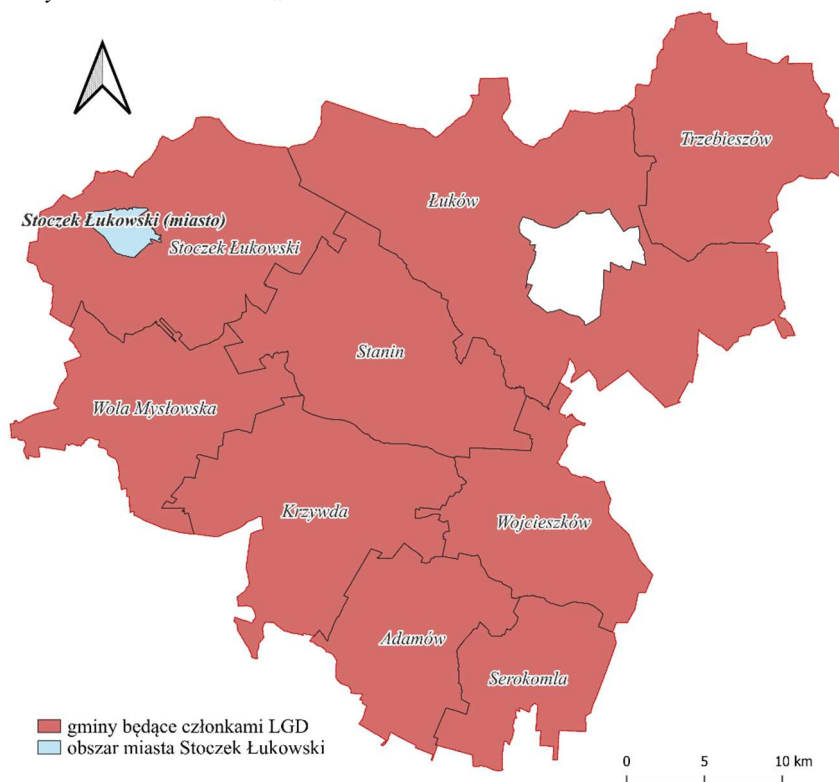 Trzebieszów
Łuków
Stoczek Łukowski (miasto)
Stoczek Łukowski
Stanin
Wola Mysłowska
Krzywda
Wojcieszków
Adamów
Serokomla
gminy będące członkami LGD
obszar miasta Stoczek Łukowski
0 5 10 km